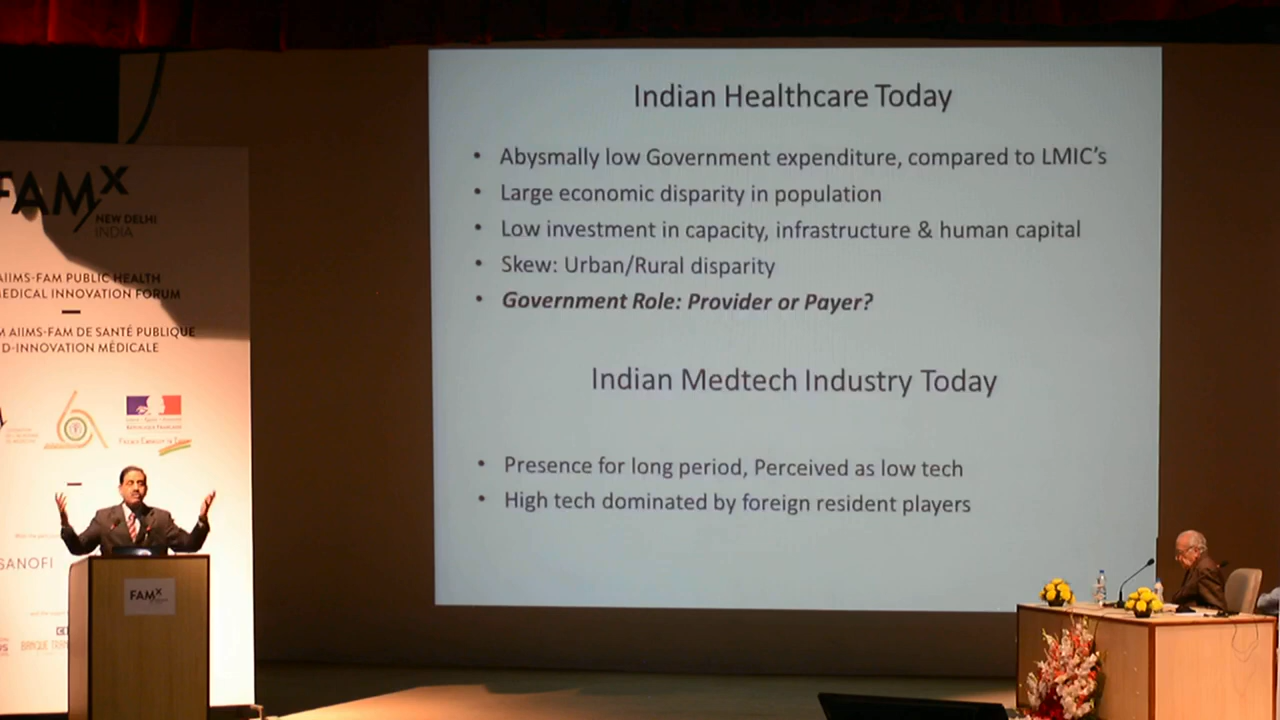 Indian Healthcare Today
• Abysmally low Government expenditure, compared to LMIC's
• Large economic disparity in population
• Low investment in capacity, infrastructure & human capital
• Skew: Urban/Rural disparity
• Government Role: Provider or Payer?
Indian Medtech Industry Today
• Presence for long period, Perceived as low tech
• High tech dominated by foreign resident players
FAMX
NEW DELHI
INDIA
AIIMS-FAM PUBLIC HEALTH
MEDICAL INNOVATION FORUM
AIIMS-FAM DE SANTÉ PUBLIQUE
D-INNOVATION MÉDICALE
SANOFI
BANQUE
FAMX